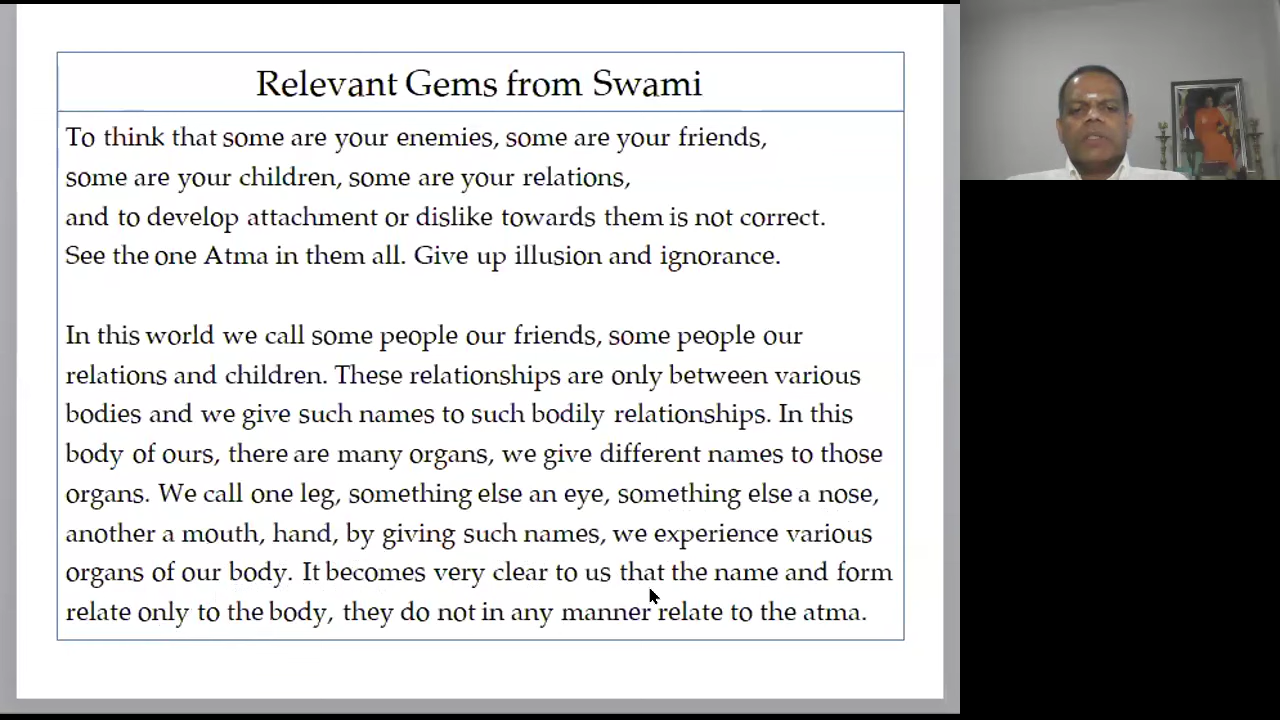 Relevant Gems from Swami
To think that some are your enemies, some are your friends,
some are your children, some are your relations,
and to develop attachment or dislike towards them is not correct.
See the one Atma in them all. Give up illusion and ignorance.
In this world we call some people our friends, some people our
relations and children. These relationships are only between various
bodies and we give such names to such bodily relationships. In this
body of ours, there are many organs, we give different names to those
organs. We call one leg, something else an eye, something else a nose,
another a mouth, hand, by giving such names, we experience various
organs of our body. It becomes very clear to us that the name and form
relate only to the body, they do not in any manner relate to the atma.